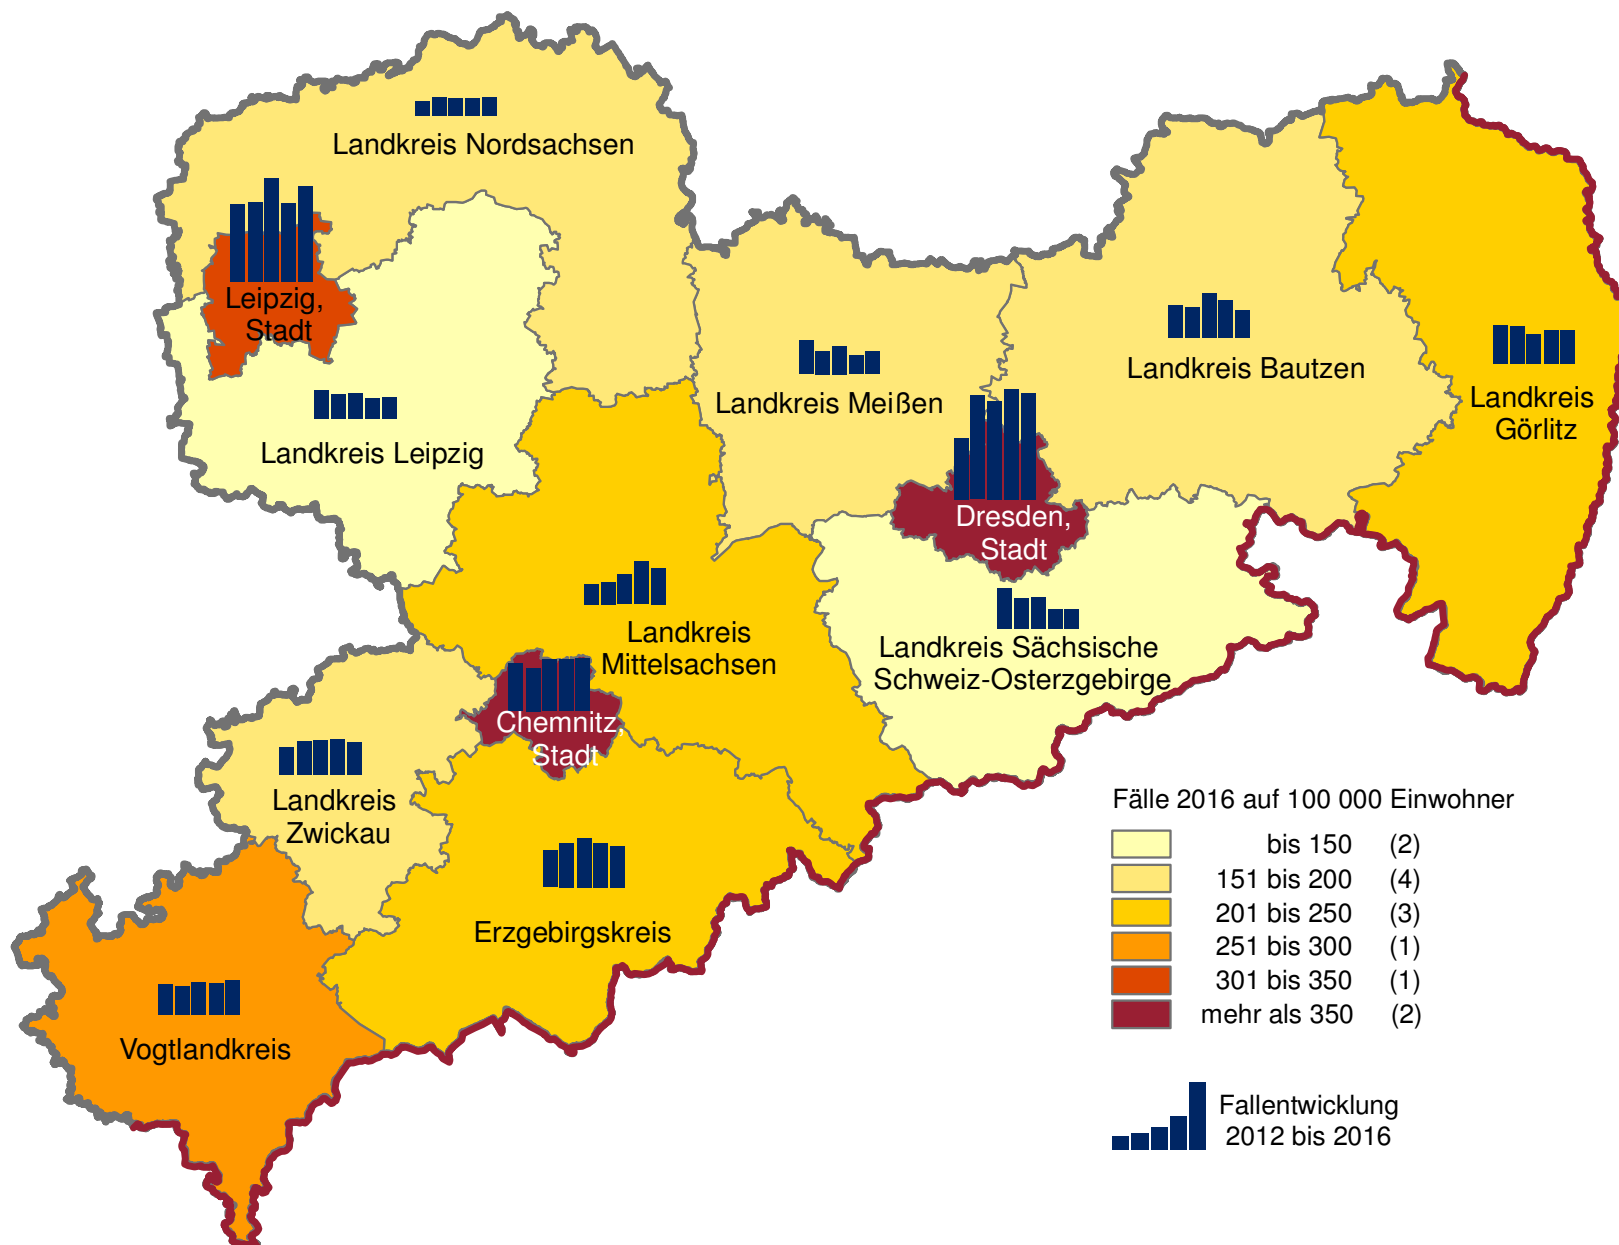 Landkreis Nordsachsen
Leipzig,
Stadt
Landkreis Leipzig
Landkreis Meißen
Landkreis Bautzen
Landkreis
Görlitz
Dresden,
Stadt
Landkreis
Mittelsachsen
Landkreis Sächsische
Schweiz-Osterzgebirge
Chemnitz,
Stadt
Landkreis
Zwickau
Erzgebirgskreis
Vogtlandkreis
Fälle 2016 auf 100 000 Einwohner
bis 150 (2)
151 bis 200 (4)
201 bis 250 (3)
251 bis 300 (1)
301 bis 350 (1)
mehr als 350 (2)
Fallentwicklung
2012 bis 2016